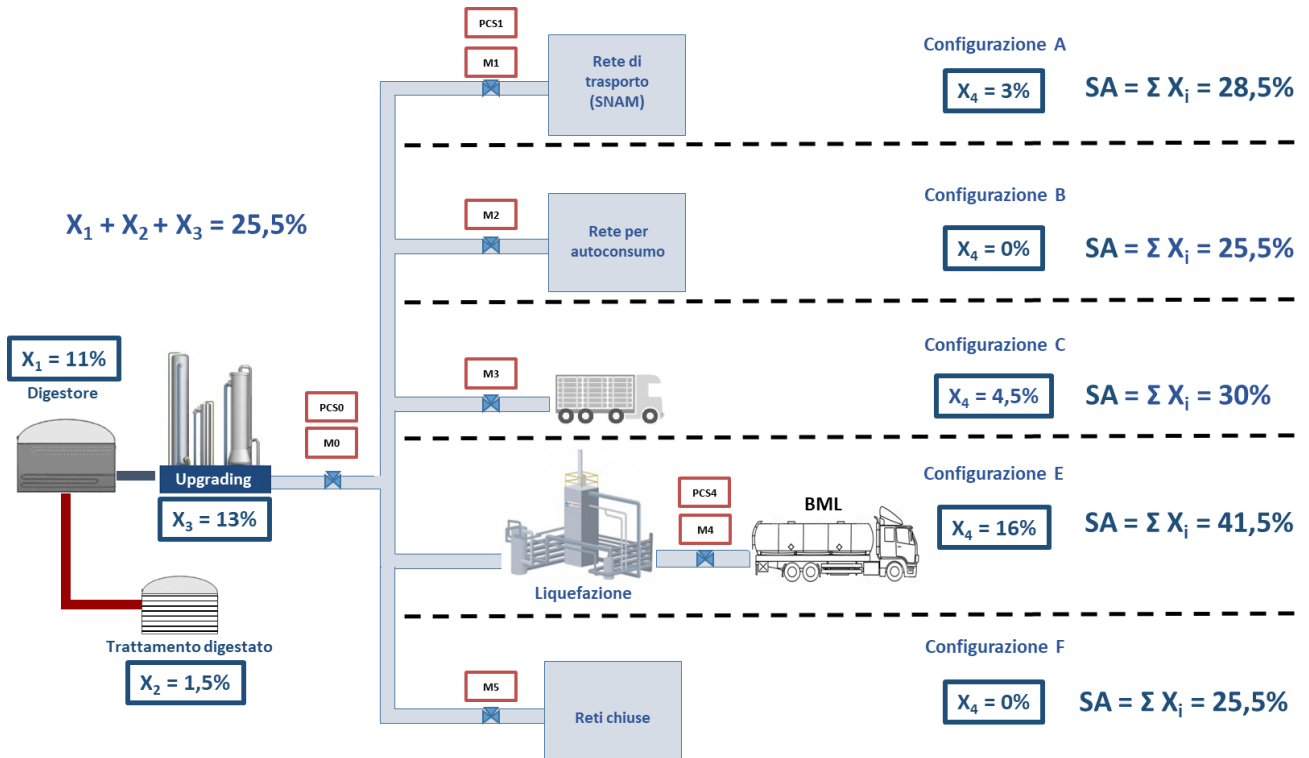 PCS1
M1
Rete di
trasporto
(SNAM)
Configurazione A
X₄ = 3%
SA = Σ Xᵢ = 28,5%
X₁ + X₂ + X₃ = 25,5%
M2
Rete per
autoconsumo
Configurazione B
X₄ = 0%
SA = Σ Xᵢ = 25,5%
X₁ = 11%
Digestore
M3
Configurazione C
X₄ = 4,5%
SA = Σ Xᵢ = 30%
PCS0
M0
Upgrading
X₃ = 13%
Liquefazione
PCS4
M4
BML
Configurazione E
X₄ = 16%
SA = Σ Xᵢ = 41,5%
Trattamento digestato
X₂ = 1,5%
M5
Reti chiuse
Configurazione F
X₄ = 0%
SA = Σ Xᵢ = 25,5%